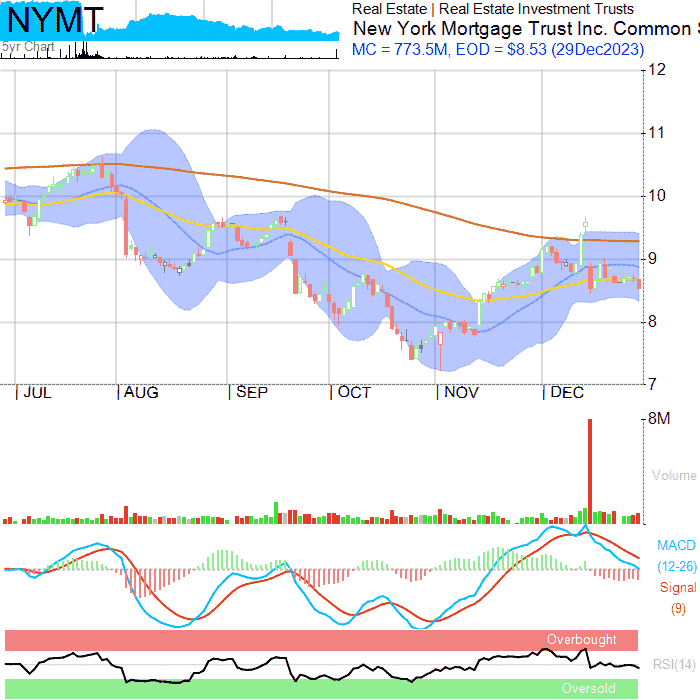 NYMT
5yr Chart
Real Estate | Real Estate Investment Trusts
New York Mortgage Trust Inc. Common S
MC = 773.5M, EOD = $8.53 (29Dec2023)
12
11
10
9
8
7
JUL AUG SEP OCT NOV DEC
8M
Volume
MACD
(12-26)
Signal
(9)
Overbought
RSI(14)
Oversold